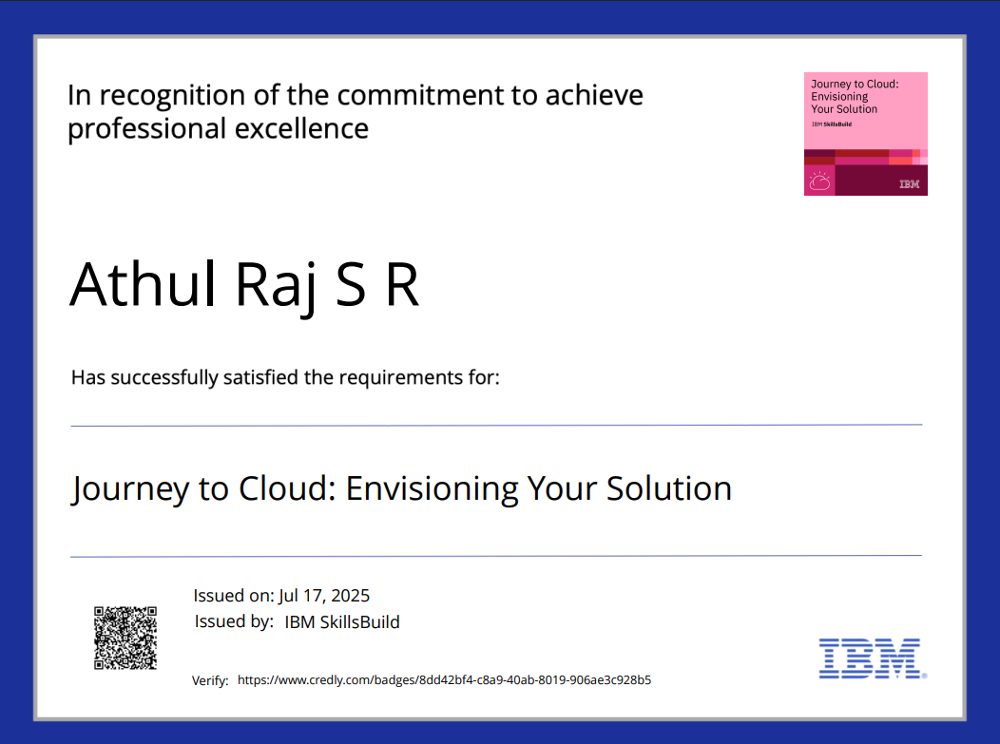 In recognition of the commitment to achieve
professional excellence
Journey to Cloud:
Envisioning
Your Solution
IBM SkillsBuild
IBM
Athul Raj S R
Has successfully satisfied the requirements for:
Journey to Cloud: Envisioning Your Solution
Issued on: Jul 17, 2025
Issued by: IBM SkillsBuild
IBM®
Verify: https://www.credly.com/badges/8dd42bf4-c8a9-40ab-8019-906ae3c928b5